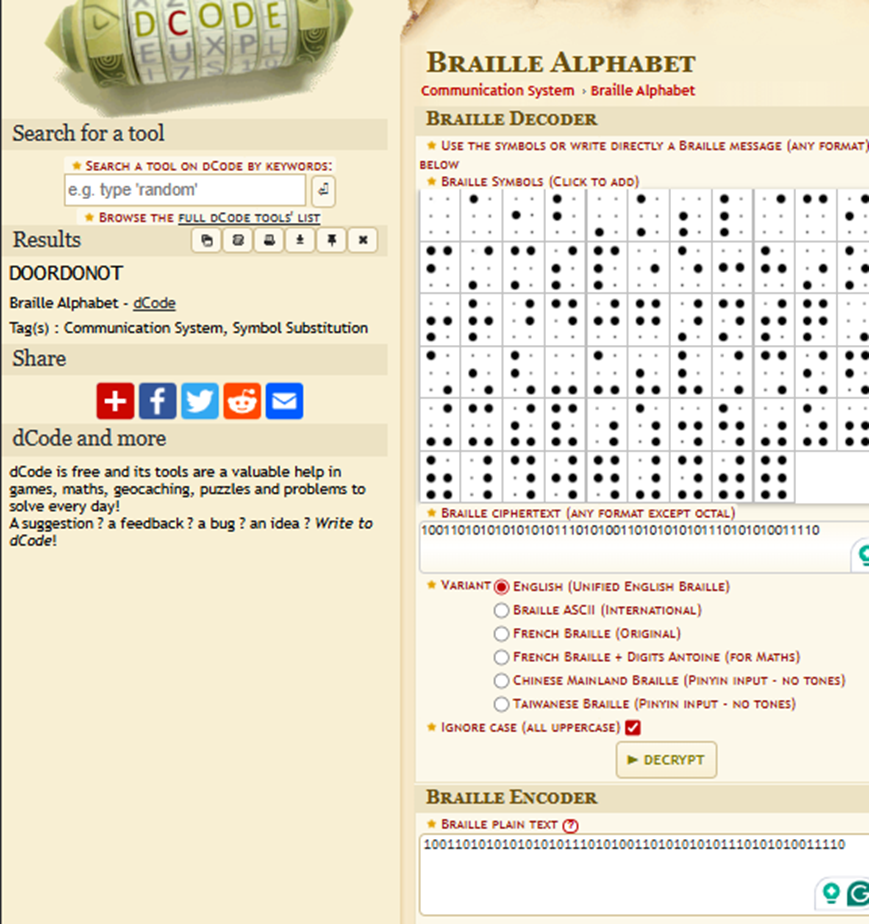 DCODE
Search for a tool
SEARCH A TOOL ON DCODE BY KEYWORDS:
e.g. type 'random'
BROWSE THE FULL DCODE TOOLS' LIST
Results
DOORDONOT
Braille Alphabet - dCode
Tag(s) : Communication System, Symbol Substitution
Share
dCode and more
dCode is free and its tools are a valuable help in
games, maths, geocaching, puzzles and problems to
solve every day!
A suggestion ? a feedback ? a bug ? an idea ? Write to
dCode!
BRAILLE ALPHABET
Communication System › Braille Alphabet
BRAILLE DECODER
USE THE SYMBOLS OR WRITE DIRECTLY A BRAILLE MESSAGE (ANY FORMAT)
BELOW
BRAILLE SYMBOLS (CLICK TO ADD)
BRAILLE CIPHERTEXT (ANY FORMAT EXCEPT OCTAL)
100110101010101010111010100110101010101110101010011110
VARIANT ENGLISH (UNIFIED ENGLISH BRAILLE)
BRAILLE ASCII (INTERNATIONAL)
FRENCH BRAILLE (ORIGINAL)
FRENCH BRAILLE + DIGITS ANTOINE (FOR MATHS)
CHINESE MAINLAND BRAILLE (PINYIN INPUT - NO TONES)
TAIWANESE BRAILLE (PINYIN INPUT - NO TONES)
IGNORE CASE (ALL UPPERCASE)
► DECRYPT
BRAILLE ENCODER
BRAILLE PLAIN TEXT (?)
100110101010101010111010100110101010101110101010011110